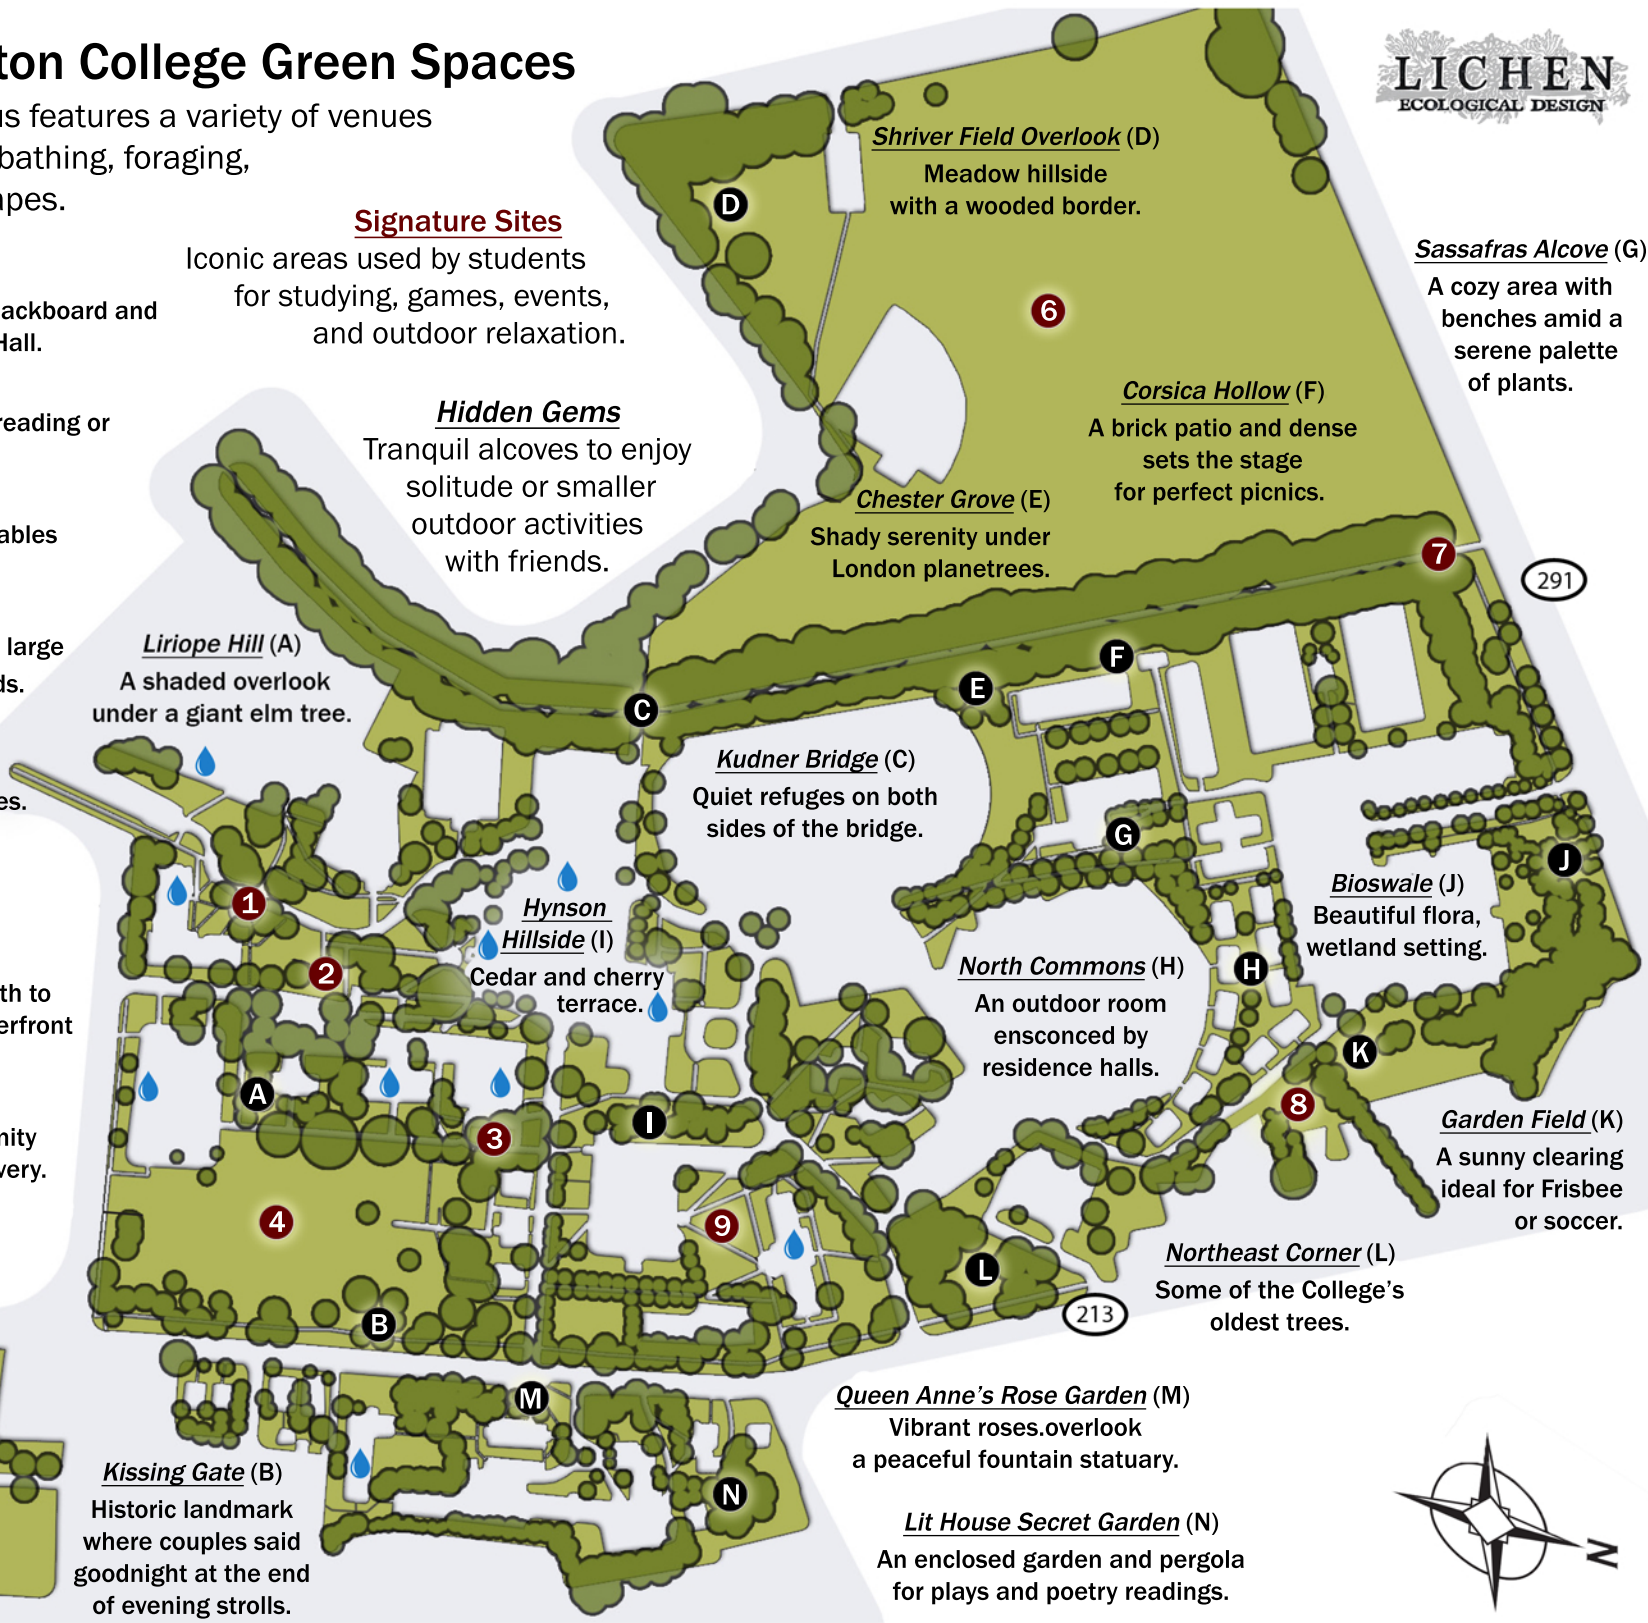 ton College Green Spaces
us features a variety of venues
bathing, foraging,
apes.
LICHEN
ECOLOGICAL DESIGN
Signature Sites
Iconic areas used by students
for studying, games, events,
and outdoor relaxation.
ackboard and
Hall.
reading or
ables
large
ds.
es.
th to
erfront
nity
very.
Hidden Gems
Tranquil alcoves to enjoy
solitude or smaller
outdoor activities
with friends.
Shriver Field Overlook (D)
Meadow hillside
with a wooded border.
Sassafras Alcove (G)
A cozy area with
benches amid a
serene palette
of plants.
Corsica Hollow (F)
A brick patio and dense
sets the stage
for perfect picnics.
Chester Grove (E)
Shady serenity under
London planetrees.
Liriope Hill (A)
A shaded overlook
under a giant elm tree.
Kudner Bridge (C)
Quiet refuges on both
sides of the bridge.
Hynson
Hillside (I)
Cedar and cherry
terrace.
Bioswale (J)
Beautiful flora,
wetland setting.
North Commons (H)
An outdoor room
ensconced by
residence halls.
Garden Field (K)
A sunny clearing
ideal for Frisbee
or soccer.
Northeast Corner (L)
Some of the College's
oldest trees.
Queen Anne's Rose Garden (M)
Vibrant roses.overlook
a peaceful fountain statuary.
Kissing Gate (B)
Historic landmark
where couples said
goodnight at the end
of evening strolls.
Lit House Secret Garden (N)
An enclosed garden and pergola
for plays and poetry readings.
D
6
7
291
F
E
C
G
J
1
2
H
K
A
3
I
8
4
9
L
B
213
M
N
N